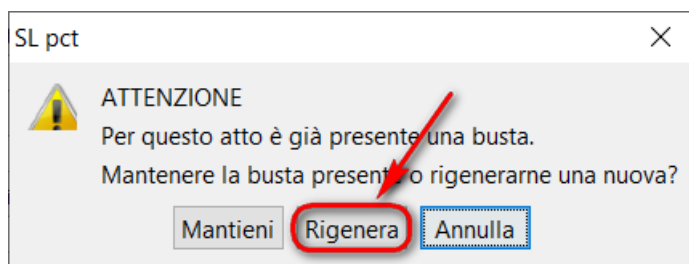 SL pct
ATTENZIONE
Per questo atto è già presente una busta.
Mantenere la busta presente o rigenerarne una nuova?
Mantieni Rigenera Annulla